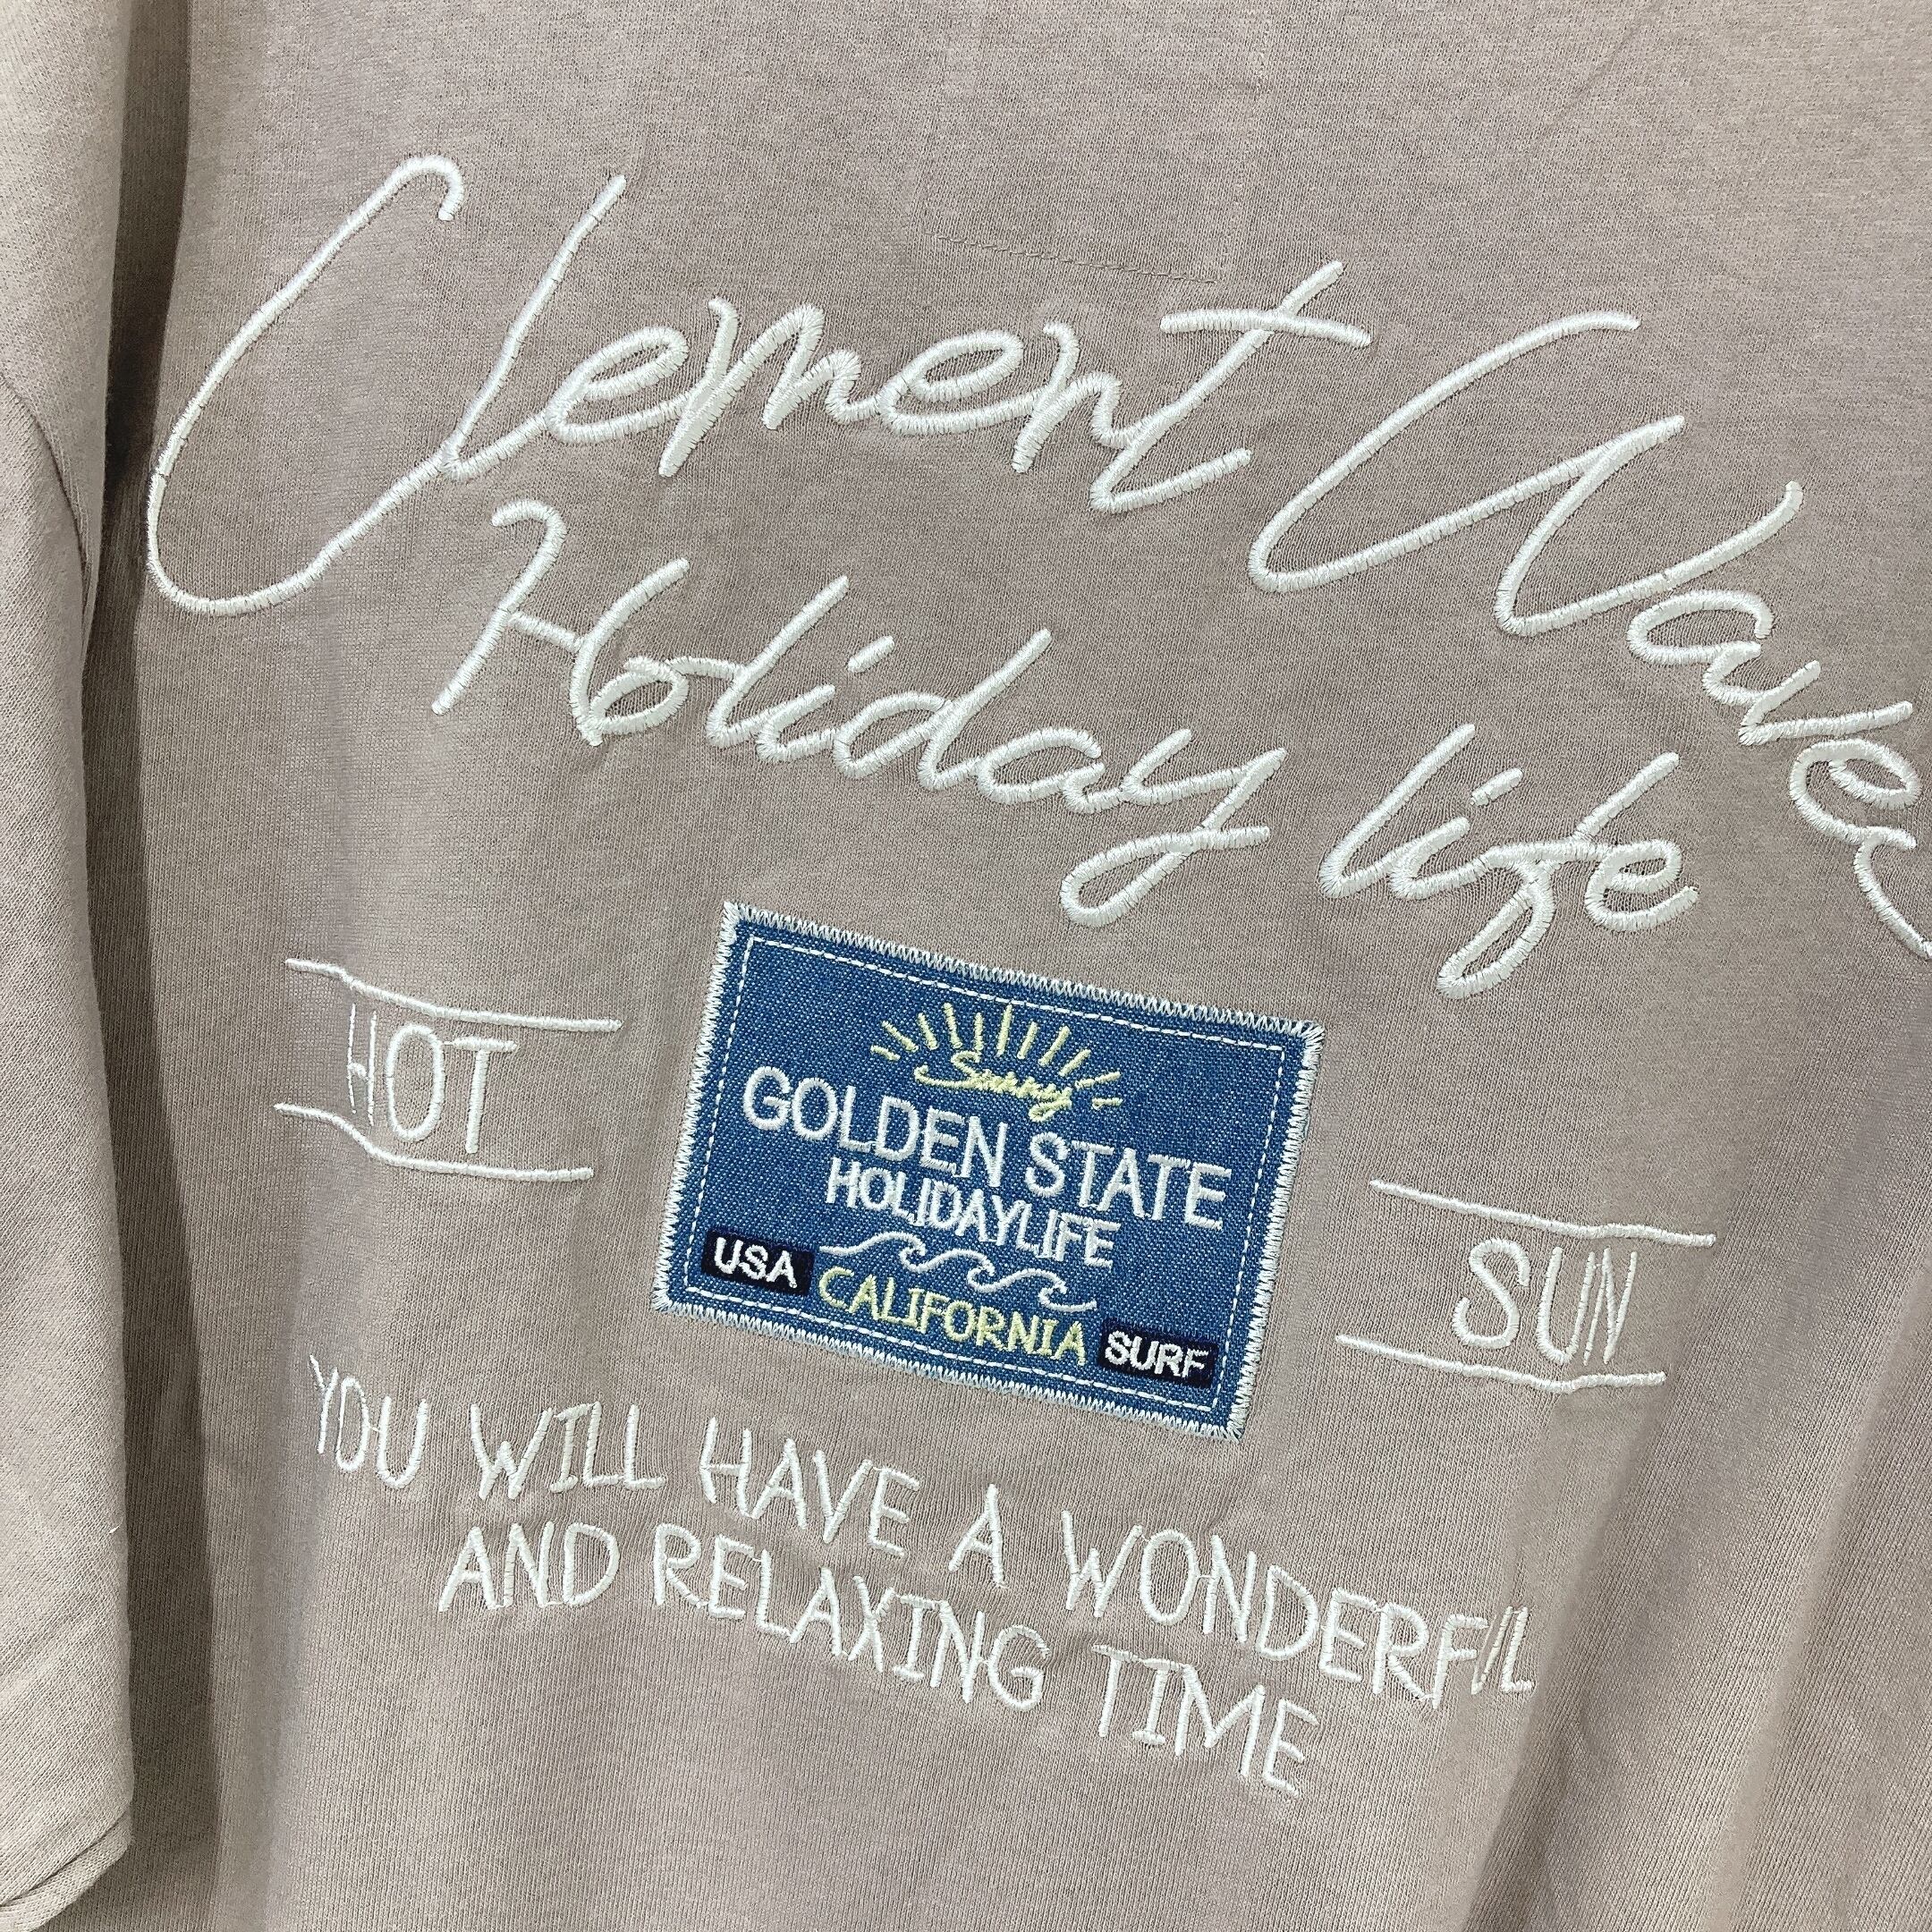 Clement Waves
Holiday life
HOT
Sunny
GOLDEN STATE
HOLIDAYLIFE
USA
CALIFORNIA
SURF
SUN
YOU WILL HAVE A WONDERFUL
AND RELAXING TIME